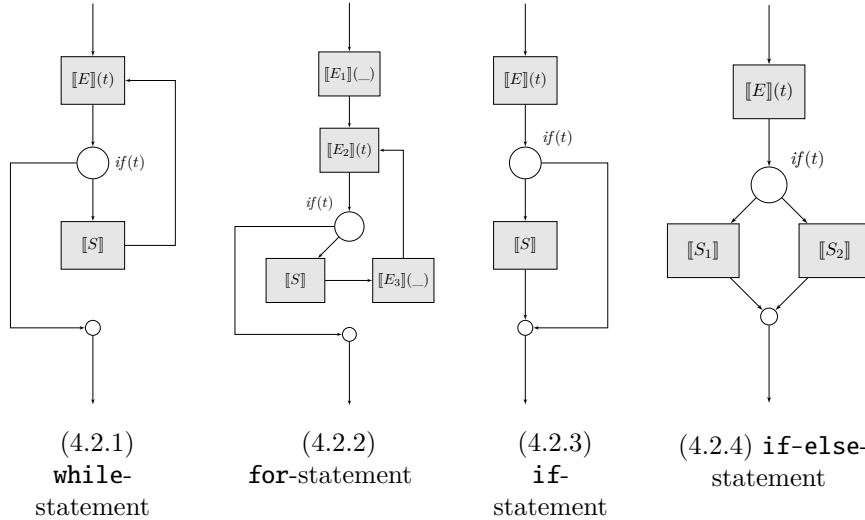 ⟦E⟧(t)
if(t)
⟦S⟧
(4.2.1)
while-
statement
⟦E₁⟧(_)
⟦E₂⟧(t)
if(t)
⟦S⟧
⟦E₃⟧(_)
(4.2.2)
for-statement
⟦E⟧(t)
if(t)
⟦S⟧
(4.2.3)
if-
statement
⟦E⟧(t)
if(t)
⟦S₁⟧
⟦S₂⟧
(4.2.4) if-else-
statement